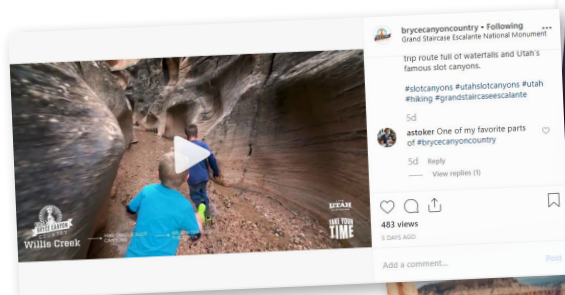 brycecanyoncountry • Following
Grand Staircase Escalante National Monument
...
trip route full of waterfalls and Utah's
famous slot canyons.
#slotcanyons #utahslotcanyons #utah
#hiking #grandstaircaseescalante
5d
astoker One of my favorite parts
of #brycecanyoncountry
5d Reply
View replies (1)
483 views
5 DAYS AGO
Add a comment...
Post
BRYCE CANYON
COUNTRY
Willis Creek
UTAH
TAKE YOUR
TIME